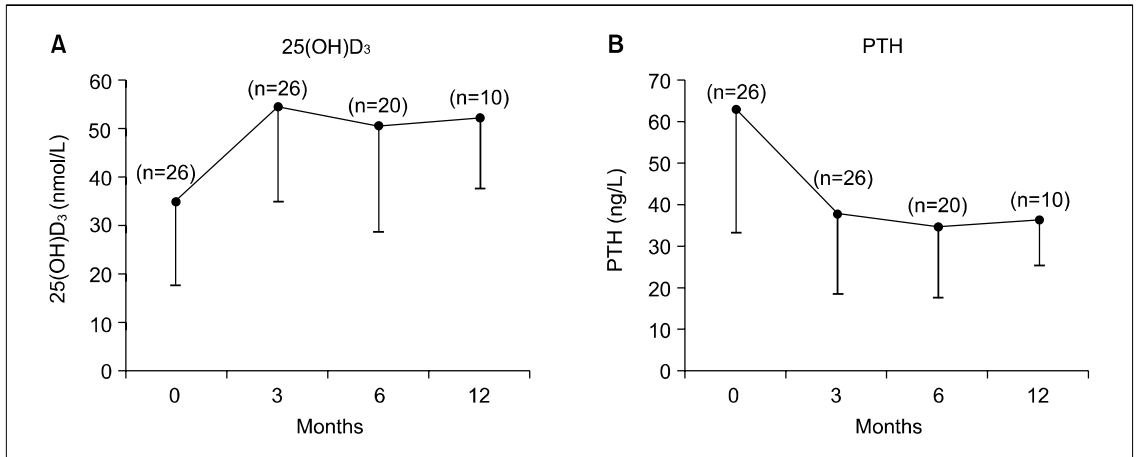 A
25(OH)D₃
25(OH)D₃ (nmol/L)
60
50
40
30
20
10
0
(n=26)
(n=26)
(n=20)
(n=10)
0 3 6 12
Months
B
PTH
PTH (ng/L)
70
60
50
40
30
20
10
0
(n=26)
(n=26)
(n=20)
(n=10)
0 3 6 12
Months